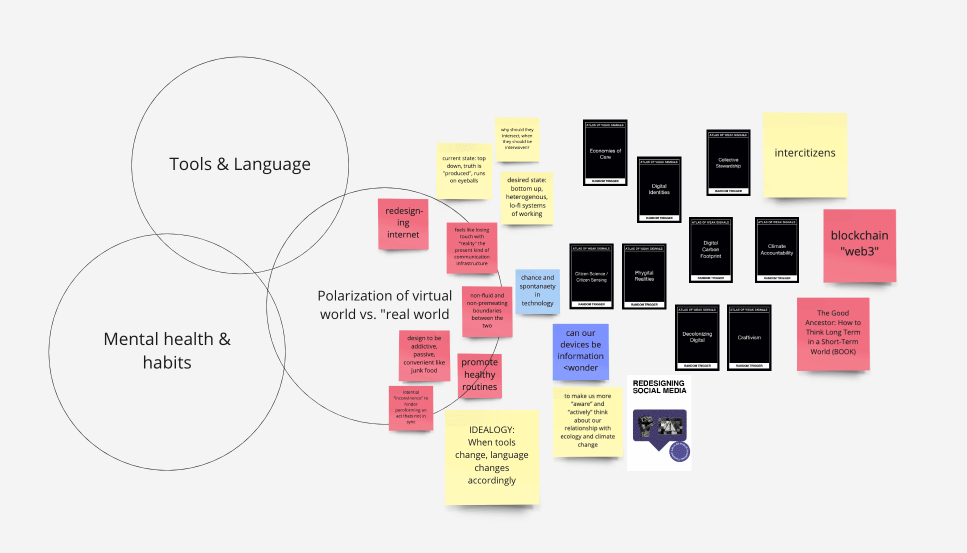 Tools & Language
Mental health &
habits
Polarization of virtual
world vs. "real world
redesign-
ing
internet
current state: top
down, truth is
"produced", runs
on eyeballs
why should they
intersect, when
they should be
interwoven?
desired state:
bottom up,
heterogenous,
lo-fi systems
of working
feels like losing
touch with
"reality" the
present kind of
communication
infrastructure
non-fluid and
non-premeating
boundaries
between the
two
chance and
spontanaety
in
technology
design to be
addictive,
passive,
convenient like
junk food
promote
healthy
routines
"inconvenience" to
hinder
performing an
act thats not in
sync
can our
devices be
information
<wonder
to make us more
"aware" and
"actively" think
about our
relationship with
ecology and climate
change
IDEALOGY:
When tools
change, language
changes
accordingly
ATLAS OF WEAK SIGNALS
Economies of
Care
RANDOM TRIGGER
ATLAS OF WEAK SIGNALS
Digital
Identities
RANDOM TRIGGER
ATLAS OF WEAK SIGNALS
Collective
Stewardship
RANDOM TRIGGER
intercitizens
ATLAS OF WEAK SIGNALS
Citizen Science /
Citizen Sensing
RANDOM TRIGGER
ATLAS OF WEAK SIGNALS
Phygital
Realities
RANDOM TRIGGER
ATLAS OF WEAK SIGNALS
Digital
Carbon
Footprint
RANDOM TRIGGER
ATLAS OF WEAK SIGNALS
Climate
Accountability
RANDOM TRIGGER
blockchain
"web3"
ATLAS OF WEAK SIGNALS
Decolonizing
Digital
RANDOM TRIGGER
ATLAS OF WEAK SIGNALS
Craftivism
RANDOM TRIGGER
The Good
Ancestor: How to
Think Long Term
in a Short-Term
World (BOOK)
REDESIGNING
SOCIAL MEDIA